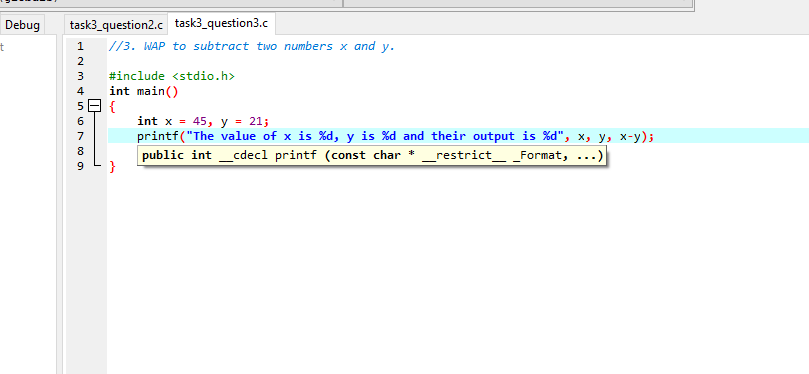 Debug
task3_question2.c
task3_question3.c
t
1 //3. WAP to subtract two numbers x and y.
2
3 #include <stdio.h>
4 int main()
5 {
6 int x = 45, y = 21;
7 printf("The value of x is %d, y is %d and their output is %d", x, y, x-y);
8 public int __cdecl printf (const char * __restrict__ _Format, ...)
9 }